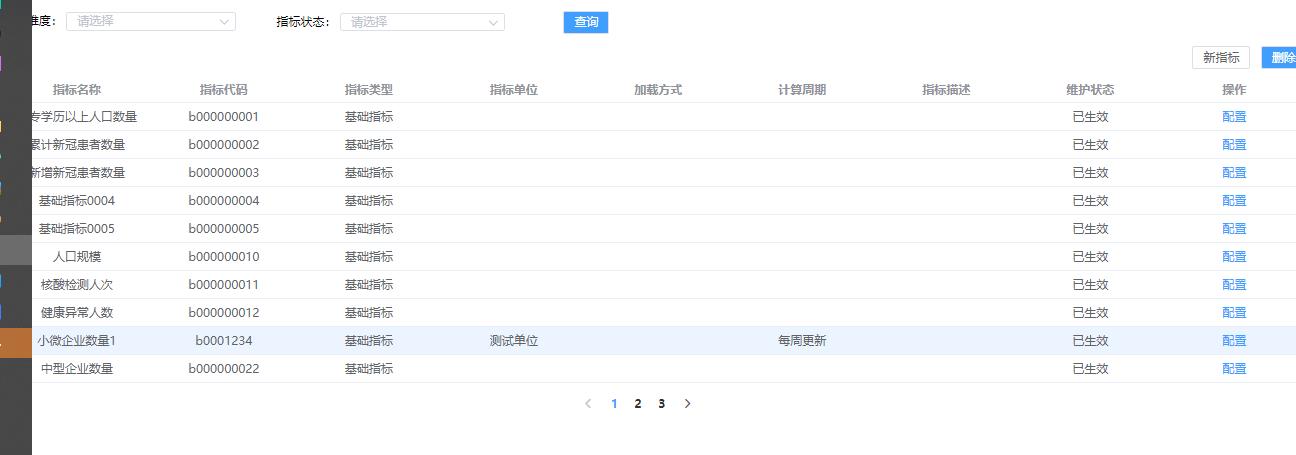 度: 请选择 指标状态: 请选择 查询
新指标 删除
指标名称 指标代码 指标类型 指标单位 加载方式 计算周期 指标描述 维护状态 操作
专学历以上人口数量 b000000001 基础指标 已生效 配置
累计新冠患者数量 b000000002 基础指标 已生效 配置
新增新冠患者数量 b000000003 基础指标 已生效 配置
基础指标0004 b000000004 基础指标 已生效 配置
基础指标0005 b000000005 基础指标 已生效 配置
人口规模 b000000010 基础指标 已生效 配置
核酸检测人次 b000000011 基础指标 已生效 配置
健康异常人数 b000000012 基础指标 已生效 配置
小微企业数量1 b0001234 基础指标 测试单位 每周更新 已生效 配置
中型企业数量 b000000022 基础指标 已生效 配置
1 2 3